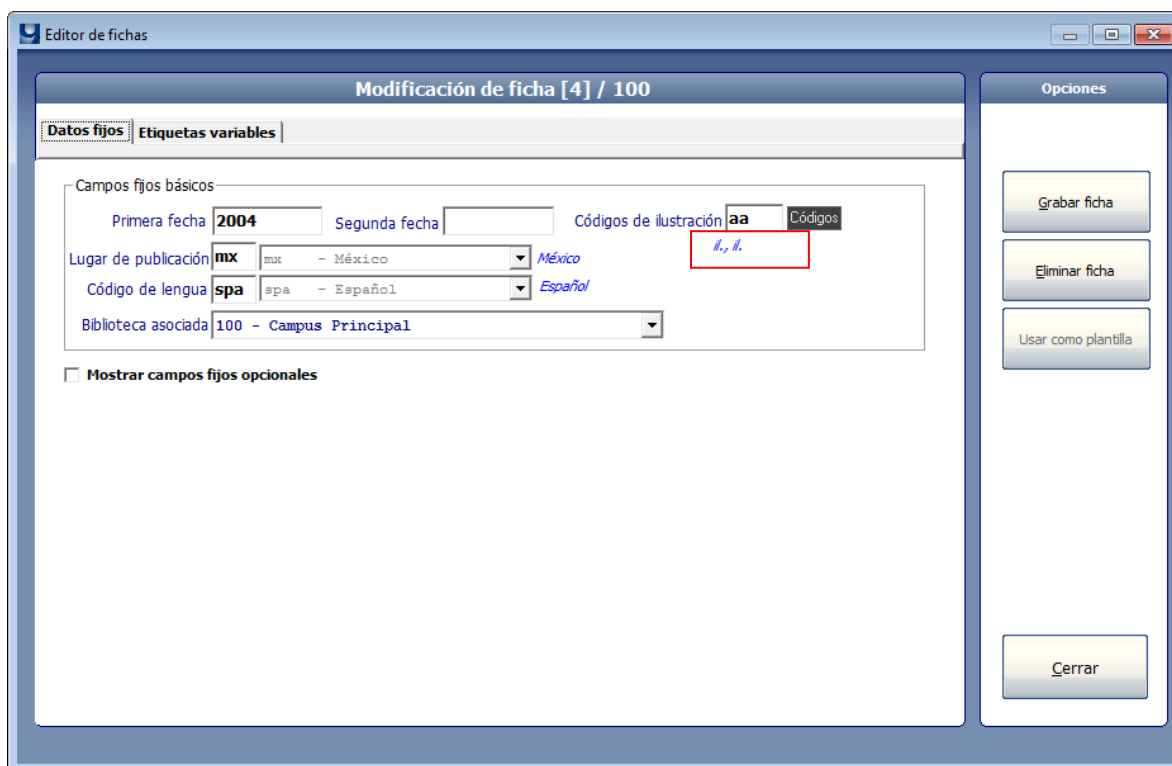 Editor de fichas
Modificación de ficha [4] / 100
Datos fijos Etiquetas variables
Campos fijos básicos
Primera fecha 2004 Segunda fecha Códigos de ilustración aa Códigos
il., il.
Lugar de publicación mx mx - México México
Código de lengua spa spa - Español Español
Biblioteca asociada 100 - Campus Principal
Mostrar campos fijos opcionales
Opciones
Grabar ficha
Eliminar ficha
Usar como plantilla
Cerrar